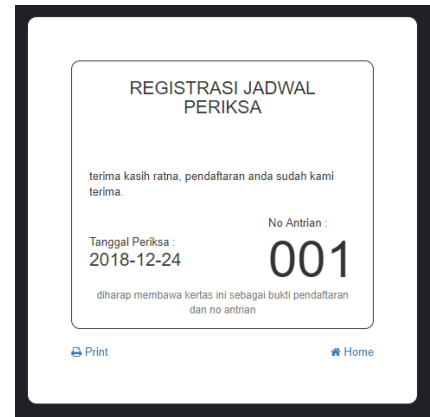 REGISTRASI JADWAL
PERIKSA
terima kasih ratna, pendaftaran anda sudah kami
terima.
No Antrian :
Tanggal Periksa :
2018-12-24
001
diharap membawa kertas ini sebagai bukti pendaftaran
dan no antrian
Print
Home